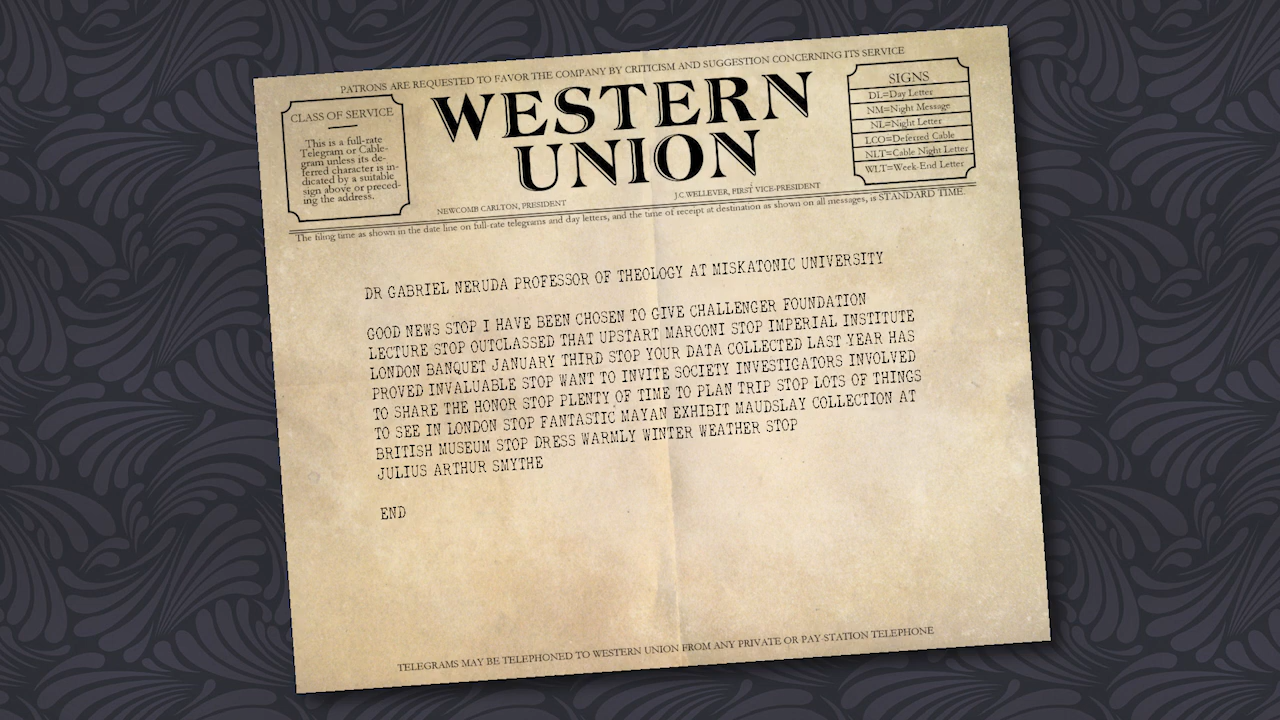 PATRONS ARE REQUESTED TO FAVOR THE COMPANY BY CRITICISM AND SUGGESTION CONCERNING ITS SERVICE
CLASS OF SERVICE
This is a full-rate
Telegram or Cable-
gram unless its de-
ferred character is in-
dicated by a suitable
sign above or preced-
ing the address.
WESTERN
UNION
NEWCOMB CARLTON, PRESIDENT
J.C. WELLEVER, FIRST VICE-PRESIDENT
SIGNS
DL=Day Letter
NM=Night Message
NL=Night Letter
LCO=Deferred Cable
NLT=Cable Night Letter
WLT=Week-End Letter
The filing time as shown in the date line on full-rate telegrams and day letters, and the time of receipt at destination as shown on all messages, is STANDARD TIME.
DR GABRIEL NERUDA PROFESSOR OF THEOLOGY AT MISKATONIC UNIVERSITY
GOOD NEWS STOP I HAVE BEEN CHOSEN TO GIVE CHALLENGER FOUNDATION
LECTURE STOP OUTCLASSED THAT UPSTART MARCONI STOP IMPERIAL INSTITUTE
LONDON BANQUET JANUARY THIRD STOP YOUR DATA COLLECTED LAST YEAR HAS
PROVED INVALUABLE STOP WANT TO INVITE SOCIETY INVESTIGATORS INVOLVED
TO SHARE THE HONOR STOP PLENTY OF TIME TO PLAN TRIP STOP LOTS OF THINGS
TO SEE IN LONDON STOP FANTASTIC MAYAN EXHIBIT MAUDSLAY COLLECTION AT
BRITISH MUSEUM STOP DRESS WARMLY WINTER WEATHER STOP
JULIUS ARTHUR SMYTHE
END
TELEGRAMS MAY BE TELEPHONED TO WESTERN UNION FROM ANY PRIVATE OR PAY-STATION TELEPHONE